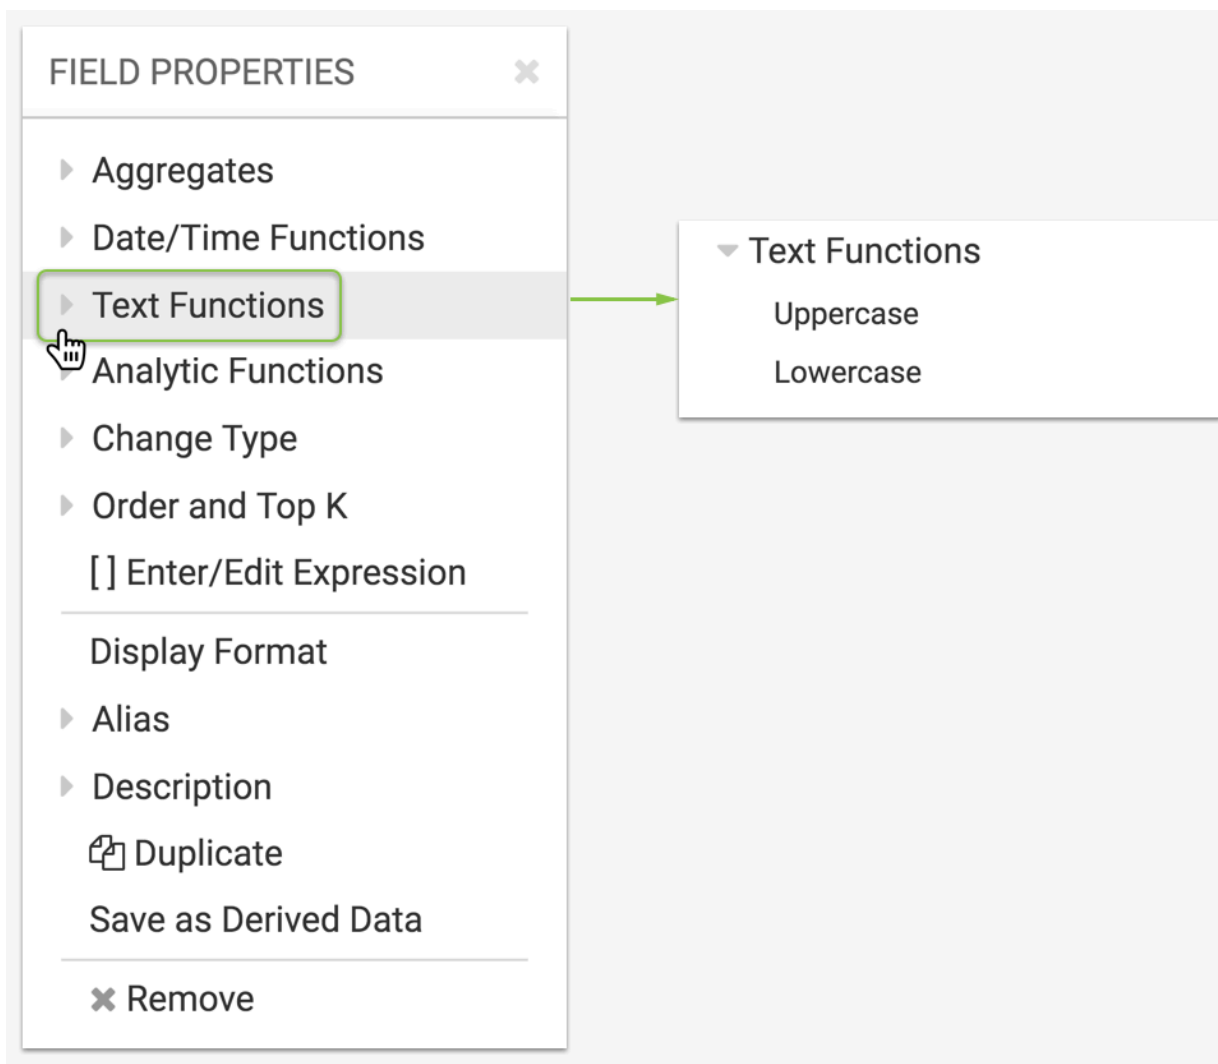 FIELD PROPERTIES
Aggregates
Date/Time Functions
Text Functions
Analytic Functions
Change Type
Order and Top K
[ ] Enter/Edit Expression
Display Format
Alias
Description
Duplicate
Save as Derived Data
Remove
Text Functions
Uppercase
Lowercase